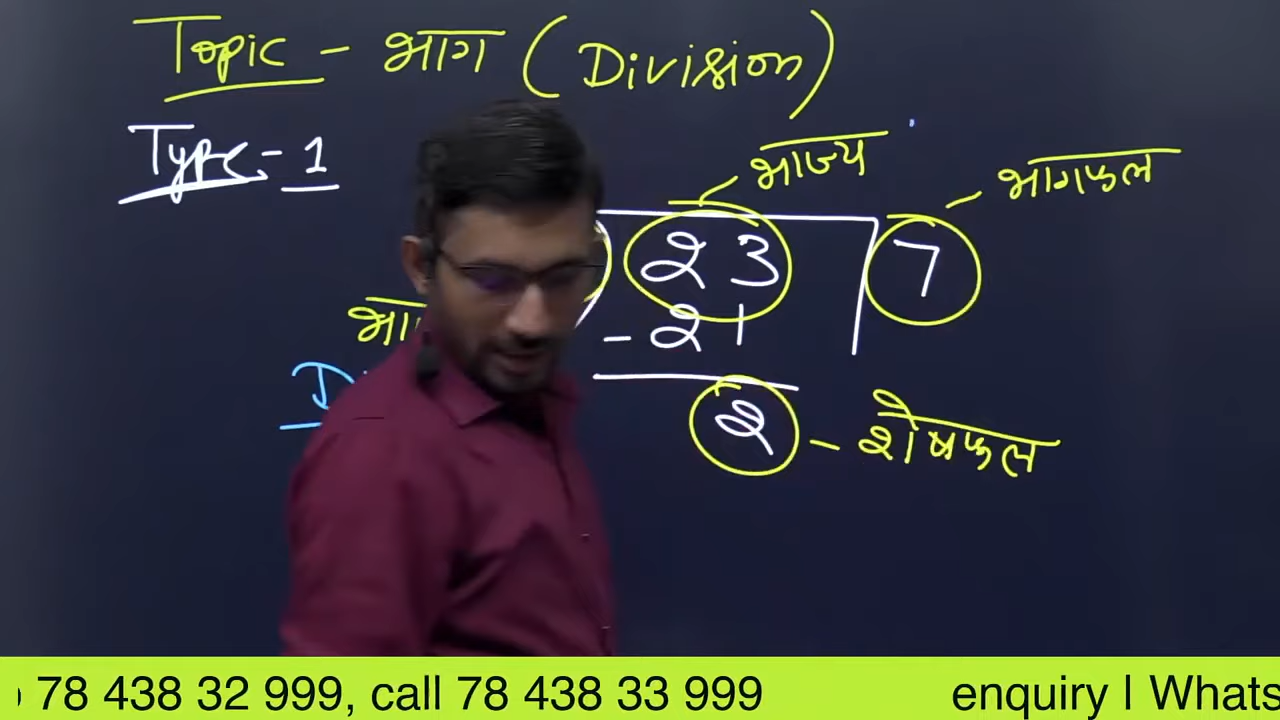 Topic - भाग (Division)
Type:- 1
भाज्य
भागफल
23
7
- 21
2 - शेषफल
78 438 32 999, call 78 438 33 999
enquiry | Whats